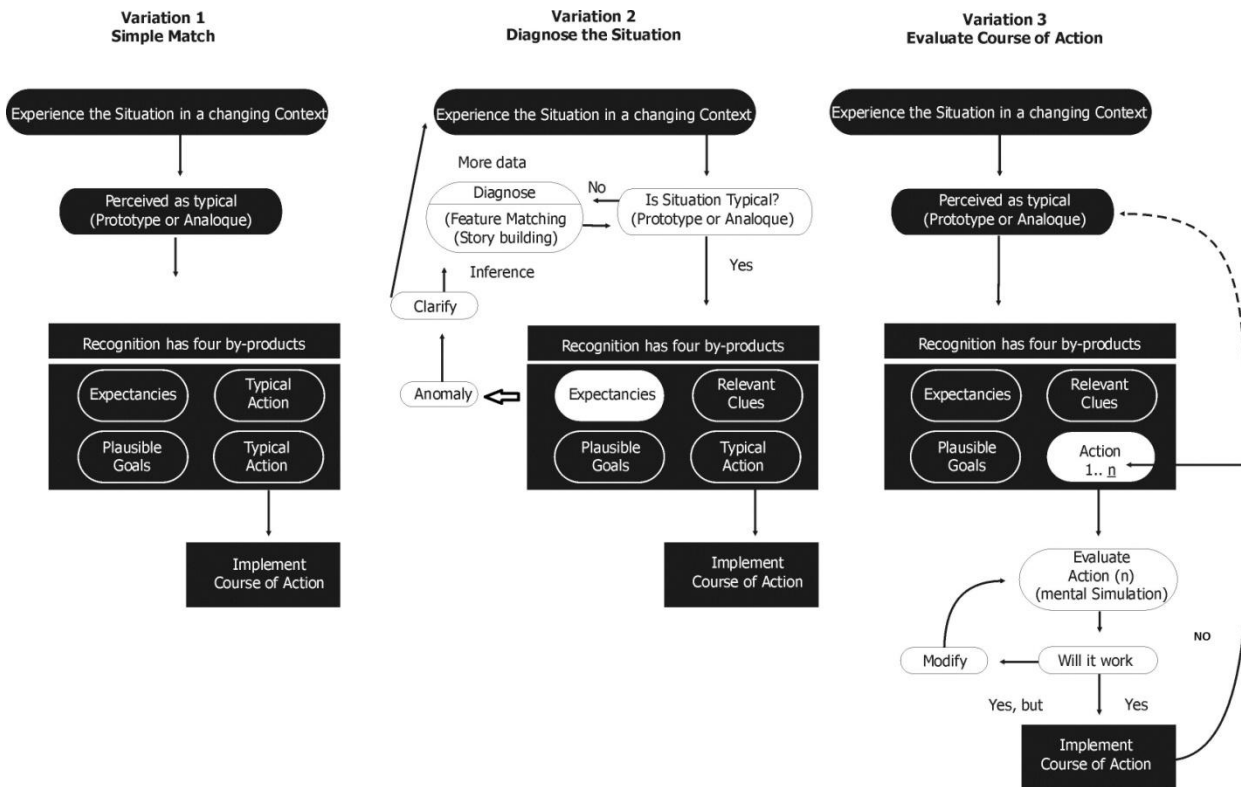 Variation 1
Simple Match
Experience the Situation in a changing Context
Perceived as typical
(Prototype or Analoque)
Recognition has four by-products
Expectancies
Typical
Action
Plausible
Goals
Typical
Action
Implement
Course of Action
Variation 2
Diagnose the Situation
Experience the Situation in a changing Context
More data
Diagnose
(Feature Matching
(Story building)
No
Is Situation Typical?
(Prototype or Analoque)
Inference
Yes
Clarify
Anomaly
Recognition has four by-products
Expectancies
Relevant
Clues
Plausible
Goals
Typical
Action
Implement
Course of Action
Variation 3
Evaluate Course of Action
Experience the Situation in a changing Context
Perceived as typical
(Prototype or Analoque)
Recognition has four by-products
Expectancies
Relevant
Clues
Plausible
Goals
Action
1.. n
Evaluate
Action (n)
(mental Simulation)
NO
Modify
Will it work
Yes, but
Yes
Implement
Course of Action